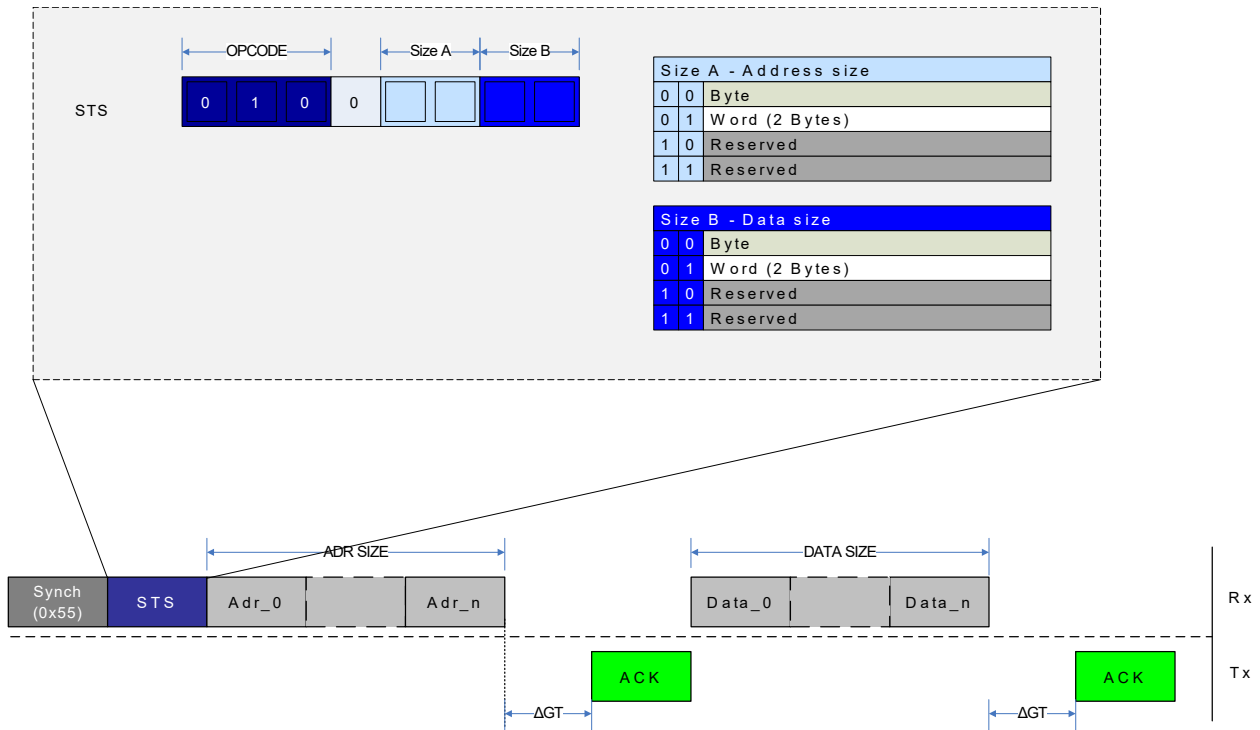 OPCODE Size A Size B
STS 0 1 0 0
Size A - Address size
0 0 Byte
0 1 Word (2 Bytes)
1 0 Reserved
1 1 Reserved
Size B - Data size
0 0 Byte
0 1 Word (2 Bytes)
1 0 Reserved
1 1 Reserved
ADR SIZE DATA SIZE
Synch
(0x55) STS Adr_0 Adr_n Data_0 Data_n Rx
ACK ACK Tx
ΔGT ΔGT